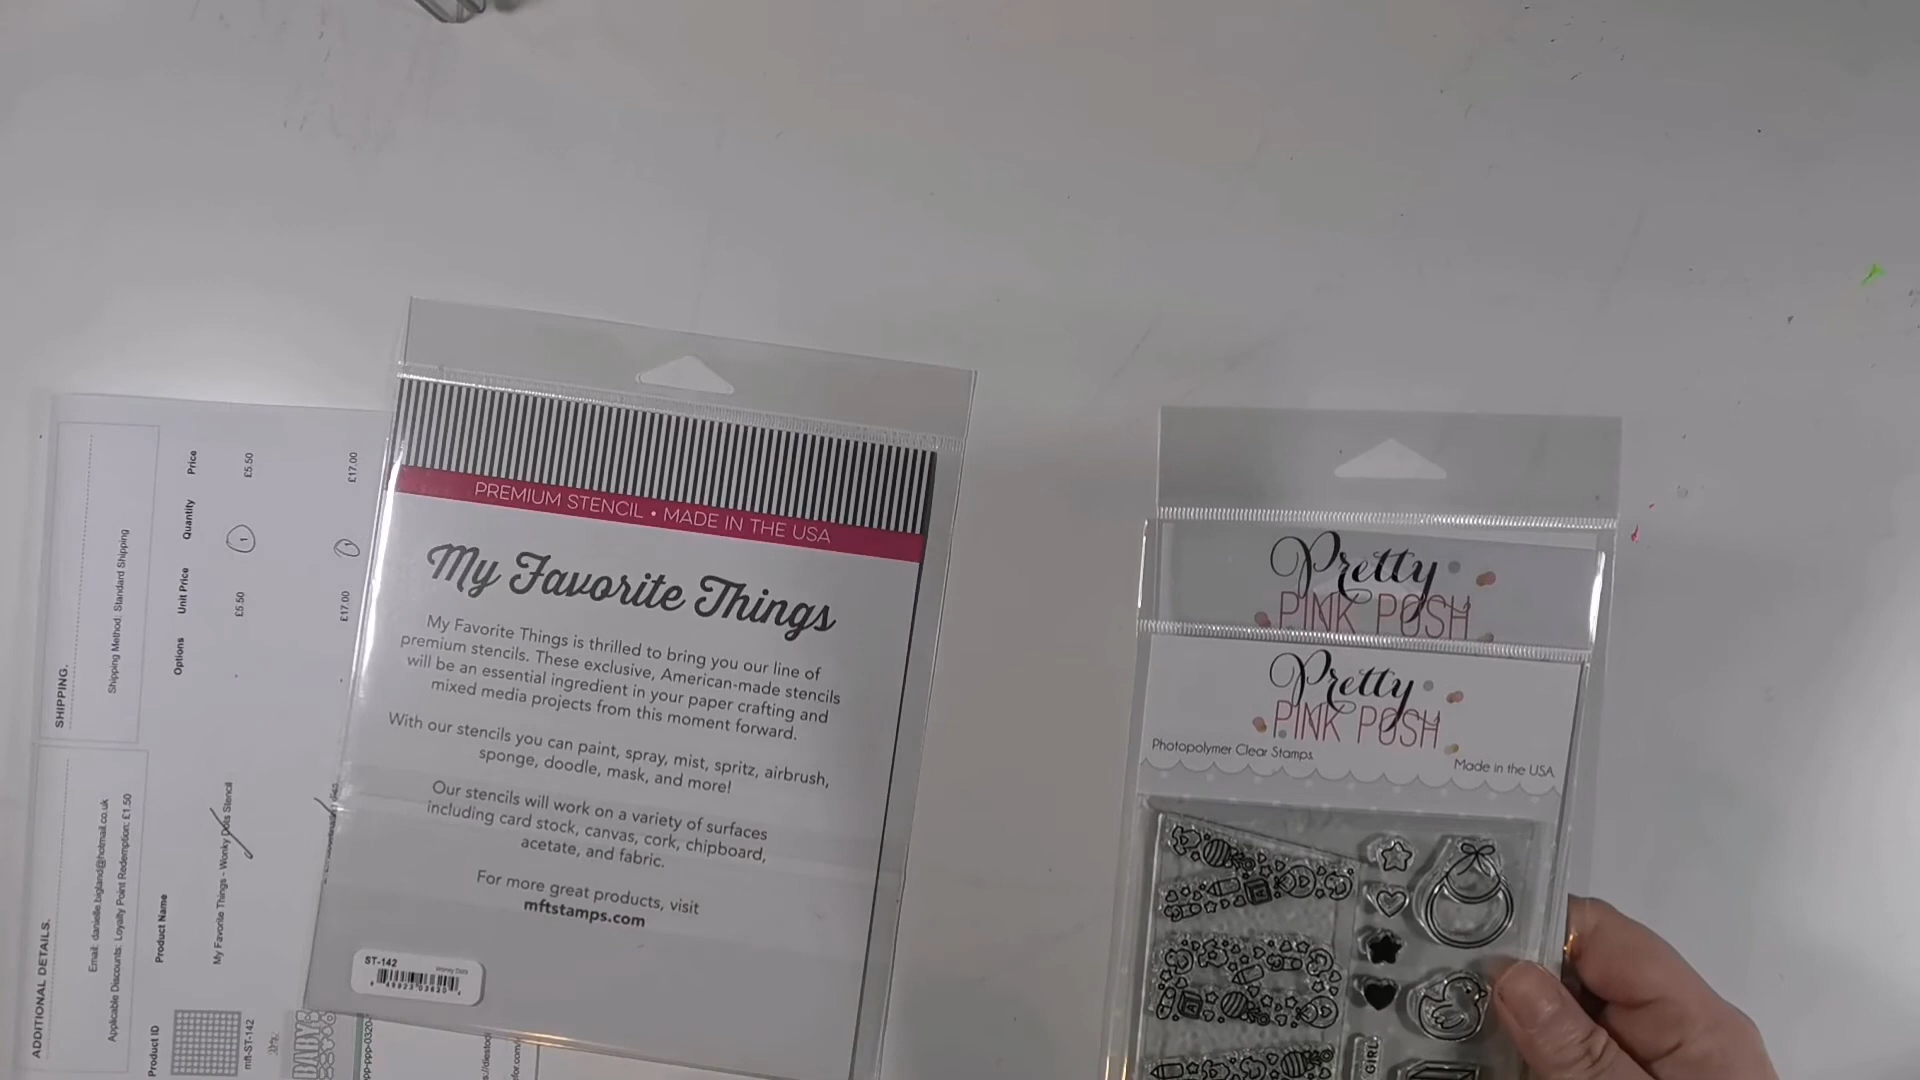 SHIPPING.
Shipping Method: Standard Shipping
ADDITIONAL DETAILS.
Email: danielle.bigland@hotmail.co.uk
Applicable Discounts: Loyalty Point Redemption: £1.50
Product ID Product Name Options Unit Price Quantity Price
mft-ST-142 My Favorite Things - Wonky Dots Stencil £5.50 1 £5.50
£17.00 1 £17.00
BABY
PREMIUM STENCIL • MADE IN THE USA
My Favorite Things
My Favorite Things is thrilled to bring you our line of
premium stencils. These exclusive, American-made stencils
will be an essential ingredient in your paper crafting and
mixed media projects from this moment forward.
With our stencils you can paint, spray, mist, spritz, airbrush,
sponge, doodle, mask, and more!
Our stencils will work on a variety of surfaces
including card stock, canvas, cork, chipboard,
acetate, and fabric.
For more great products, visit
mftstamps.com
ST-142
Wonky Dots
Pretty
PINK POSH
Pretty
PINK POSH
Photopolymer Clear Stamps
Made in the USA
GIRL